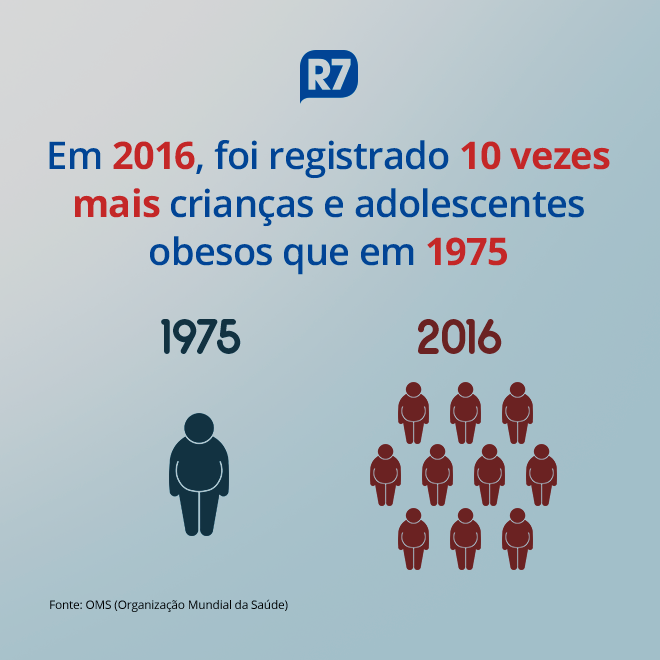 R7
Em 2016, foi registrado 10 vezes
mais crianças e adolescentes
obesos que em 1975
1975
2016
Fonte: OMS (Organização Mundial da Saúde)